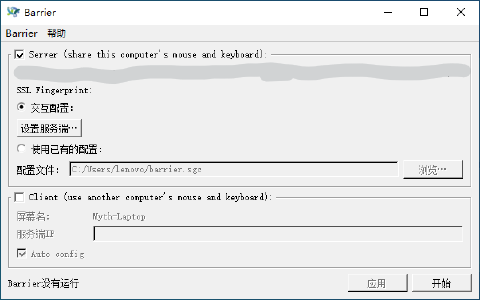 Barrier
Barrier 帮助
Server (share this computer's mouse and keyboard):
SSL Fingerprint:
交互配置：
设置服务端…
使用已有的配置：
配置文件： C:/Users/lenovo/barrier.sgc 浏览…
Client (use another computer's mouse and keyboard):
屏幕名： Myth-Laptop
服务端IP
Auto config
Barrier没有运行 应用 开始